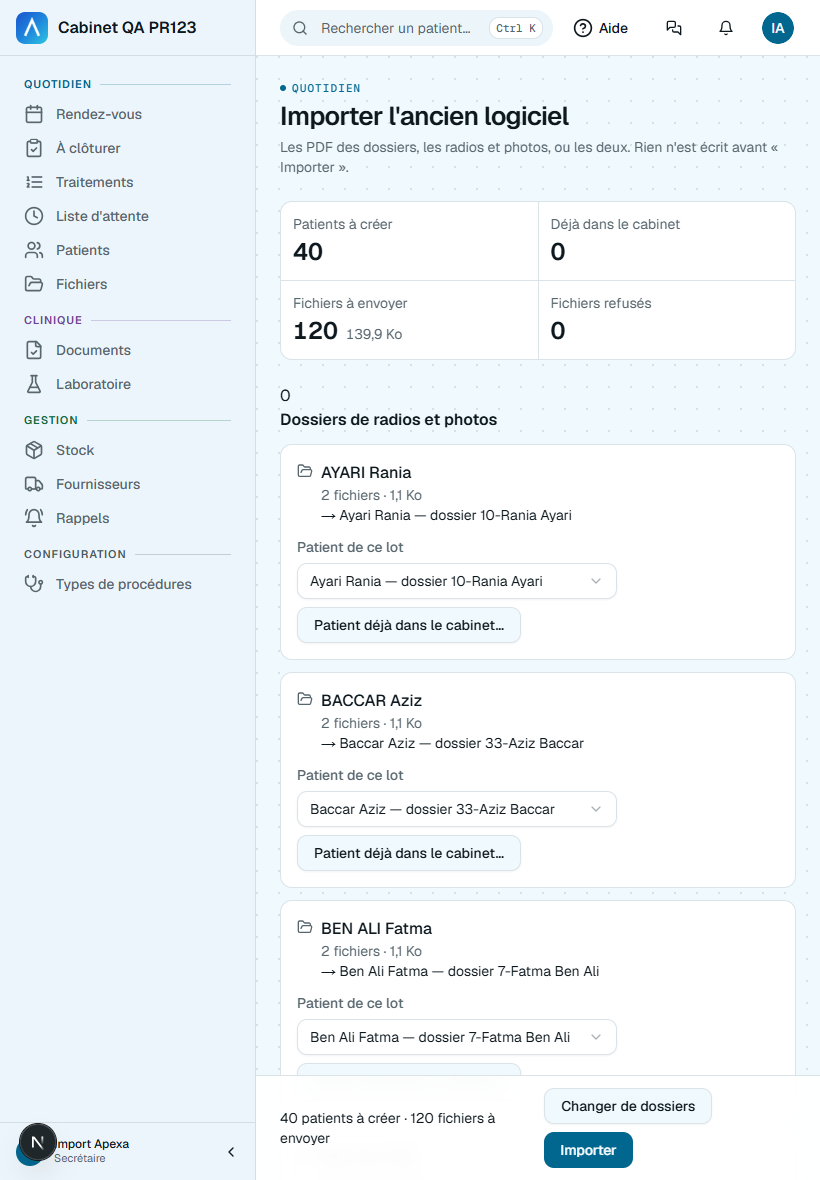 Cabinet QA PR123
Rechercher un patient...
Ctrl K
Aide
IA
QUOTIDIEN
Rendez-vous
À clôturer
Traitements
Liste d'attente
Patients
Fichiers
CLINIQUE
Documents
Laboratoire
GESTION
Stock
Fournisseurs
Rappels
CONFIGURATION
Types de procédures
N
Import Apexa
Secrétaire
QUOTIDIEN
Importer l'ancien logiciel
Les PDF des dossiers, les radios et photos, ou les deux. Rien n'est écrit avant «
Importer ».
Patients à créer
40
Déjà dans le cabinet
0
Fichiers à envoyer
120 139,9 Ko
Fichiers refusés
0
0
Dossiers de radios et photos
AYARI Rania
2 fichiers · 1,1 Ko
→ Ayari Rania — dossier 10-Rania Ayari
Patient de ce lot
Ayari Rania — dossier 10-Rania Ayari
Patient déjà dans le cabinet...
BACCAR Aziz
2 fichiers · 1,1 Ko
→ Baccar Aziz — dossier 33-Aziz Baccar
Patient de ce lot
Baccar Aziz — dossier 33-Aziz Baccar
Patient déjà dans le cabinet...
BEN ALI Fatma
2 fichiers · 1,1 Ko
→ Ben Ali Fatma — dossier 7-Fatma Ben Ali
Patient de ce lot
Ben Ali Fatma — dossier 7-Fatma Ben Ali
40 patients à créer · 120 fichiers à
envoyer
Changer de dossiers
Importer